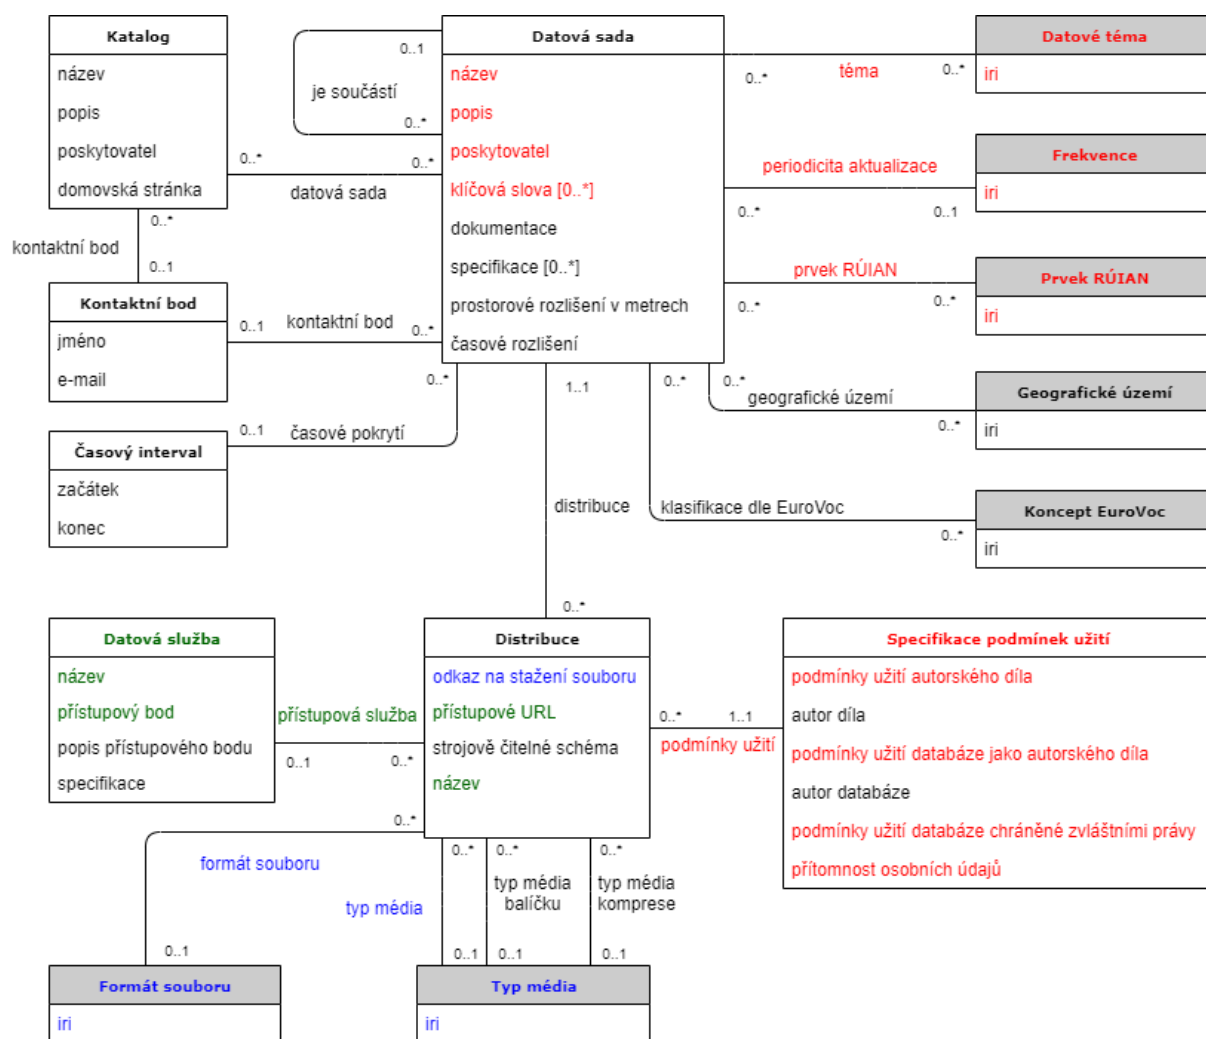 Katalog
název
popis
poskytovatel
domovská stránka
0..1
je součástí
0..*
Datová sada
název
popis
poskytovatel
klíčová slova [0..*]
dokumentace
specifikace [0..*]
prostorové rozlišení v metrech
časové rozlišení
0..*
téma
0..*
Datové téma
iri
0..*
datová sada
0..*
periodicita aktualizace
0..*
0..1
Frekvence
iri
0..*
kontaktní bod
0..1
prvek RÚIAN
0..*
0..*
Prvek RÚIAN
iri
Kontaktní bod
jméno
e-mail
0..1
kontaktní bod
0..*
0..*
1..1
0..*
0..*
geografické území
0..*
Geografické území
iri
Časový interval
začátek
konec
0..1
časové pokrytí
distribuce
klasifikace dle EuroVoc
0..*
Koncept EuroVoc
iri
0..*
Datová služba
název
přístupový bod
popis přístupového bodu
specifikace
přístupová služba
0..1
0..*
Distribuce
odkaz na stažení souboru
přístupové URL
strojově čitelné schéma
název
0..*
1..1
podmínky užití
Specifikace podmínek užití
podmínky užití autorského díla
autor díla
podmínky užití databáze jako autorského díla
autor databáze
podmínky užití databáze chráněné zvláštními právy
přítomnost osobních údajů
0..*
formát souboru
0..1
0..*
typ média
0..1
0..*
typ média
balíčku
0..1
0..*
typ média
komprese
0..1
Formát souboru
iri
Typ média
iri